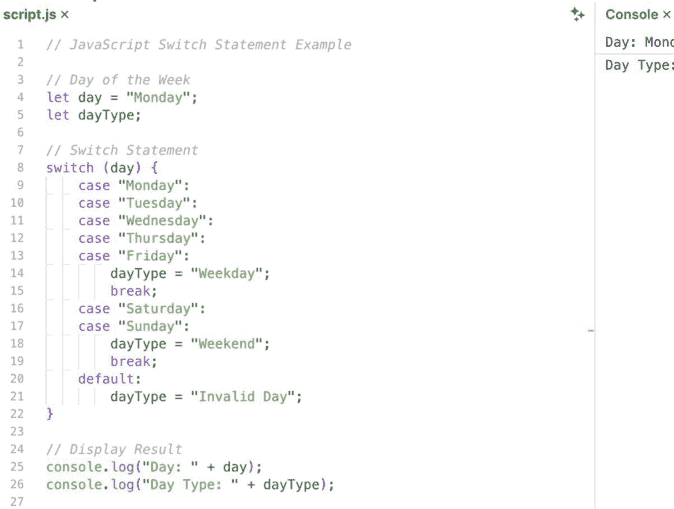 script.js ×
Console ×
1 // JavaScript Switch Statement Example
2
3 // Day of the Week
4 let day = "Monday";
5 let dayType;
6
7 // Switch Statement
8 switch (day) {
9 case "Monday":
10 case "Tuesday":
11 case "Wednesday":
12 case "Thursday":
13 case "Friday":
14 dayType = "Weekday";
15 break;
16 case "Saturday":
17 case "Sunday":
18 dayType = "Weekend";
19 break;
20 default:
21 dayType = "Invalid Day";
22 }
23
24 // Display Result
25 console.log("Day: " + day);
26 console.log("Day Type: " + dayType);
27
Day:
Day Type: